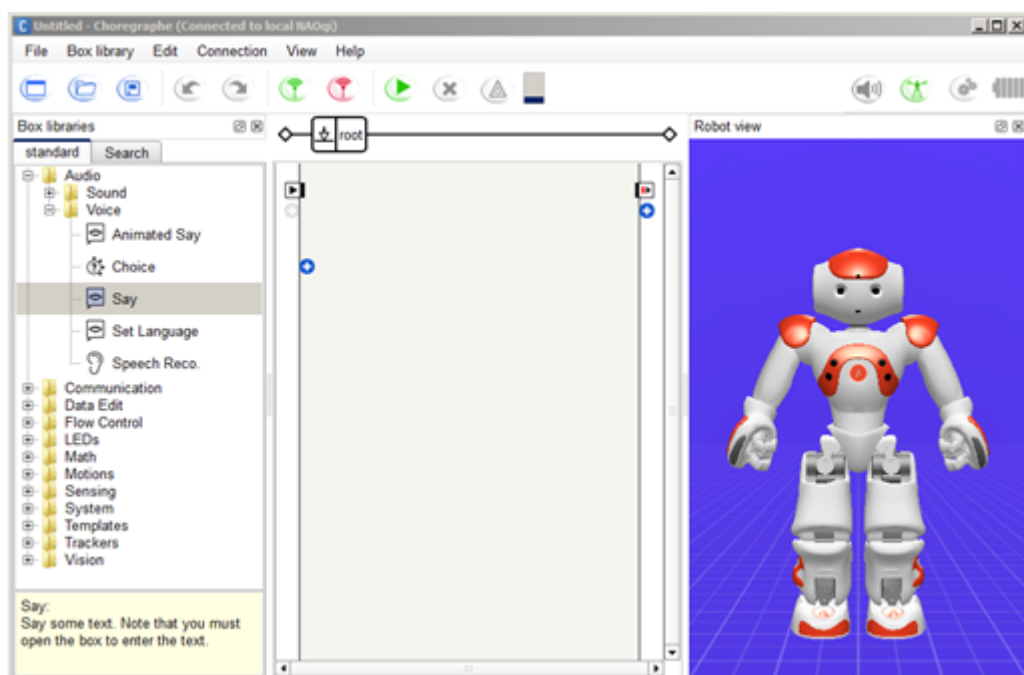 Untitled - Choregraphe (Connected to local NAOqi)
File Box library Edit Connection View Help
Box libraries
standard Search
Audio
Sound
Voice
Animated Say
Choice
Say
Set Language
Speech Reco.
Communication
Data Edit
Flow Control
LEDs
Math
Motions
Sensing
System
Templates
Trackers
Vision
Say:
Say some text. Note that you must
open the box to enter the text.
root
Robot view